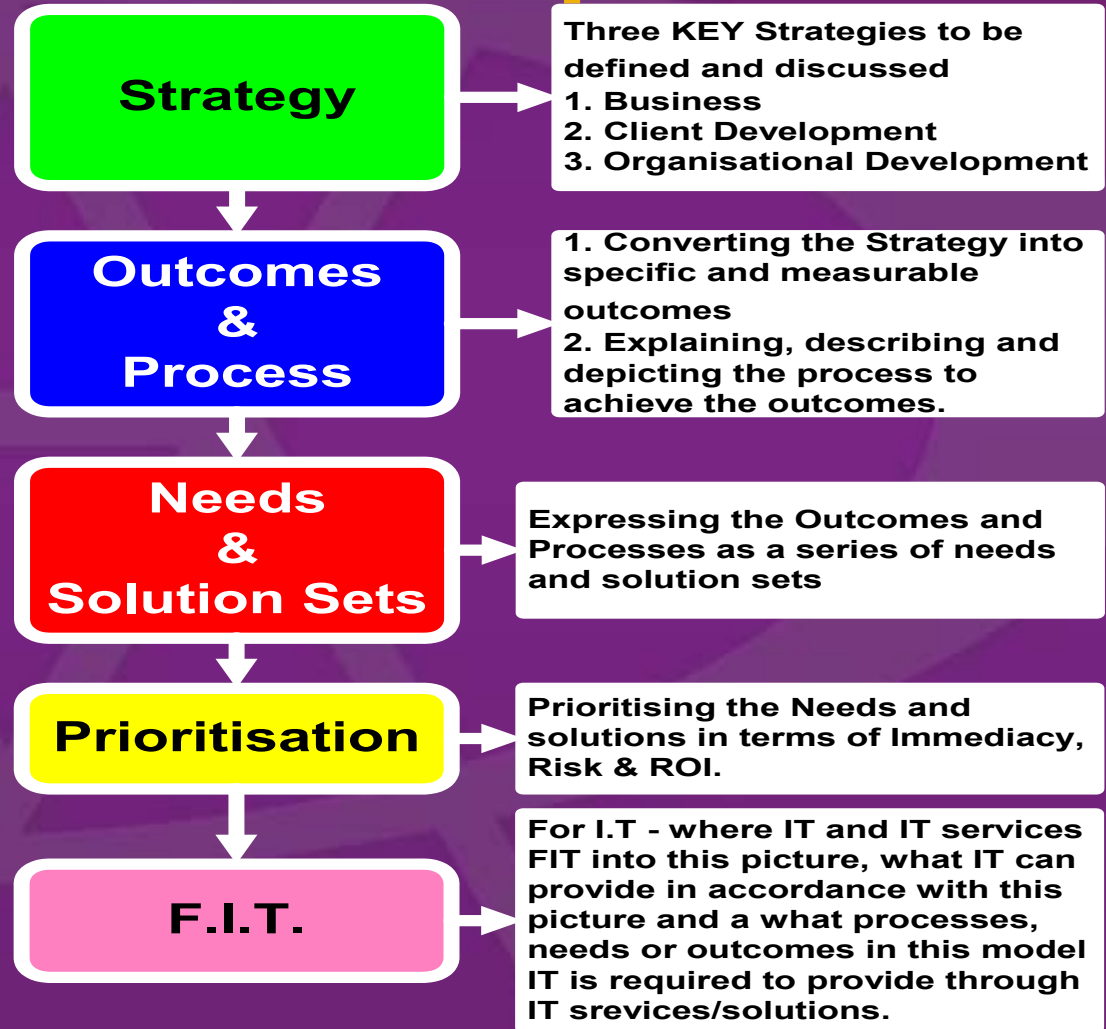 Strategy
Three KEY Strategies to be
defined and discussed
1. Business
2. Client Development
3. Organisational Development
Outcomes
&
Process
1. Converting the Strategy into
specific and measurable
outcomes
2. Explaining, describing and
depicting the process to
achieve the outcomes.
Needs
&
Solution Sets
Expressing the Outcomes and
Processes as a series of needs
and solution sets
Prioritisation
Prioritising the Needs and
solutions in terms of Immediacy,
Risk & ROI.
F.I.T.
For I.T - where IT and IT services
FIT into this picture, what IT can
provide in accordance with this
picture and a what processes,
needs or outcomes in this model
IT is required to provide through
IT srevices/solutions.